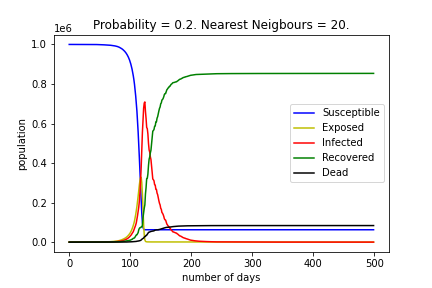 Probability = 0.2. Nearest Neigbours = 20.
1e6
1.0
0.8
0.6
0.4
0.2
0.0
population
Susceptible
Exposed
Infected
Recovered
Dead
0 100 200 300 400 500
number of days